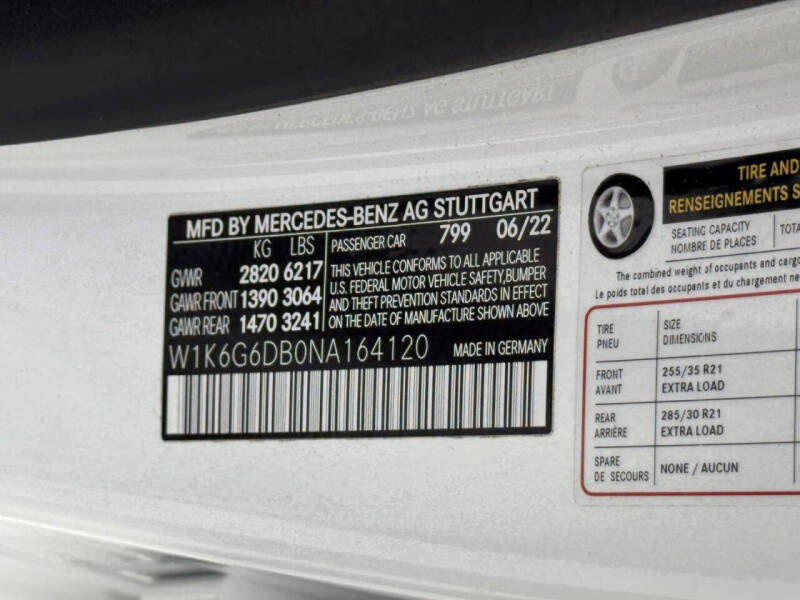 MERCEDES-BENZ AG STUTTGART
MFD BY MERCEDES-BENZ AG STUTTGART
KG LBS
GVWR 2820 6217
GAWR FRONT 1390 3064
GAWR REAR 1470 3241
PASSENGER CAR 799 06/22
THIS VEHICLE CONFORMS TO ALL APPLICABLE
U.S. FEDERAL MOTOR VEHICLE SAFETY, BUMPER
AND THEFT PREVENTION STANDARDS IN EFFECT
ON THE DATE OF MANUFACTURE SHOWN ABOVE
W1K6G6DB0NA164120 MADE IN GERMANY
TIRE AND
RENSEIGNEMENTS
SEATING CAPACITY
NOMBRE DE PLACES
The combined weight of occupants and
Le poids total des occupants et du chargement ne
TIRE SIZE
PNEU DIMENSIONS
FRONT 255/35 R21
AVANT EXTRA LOAD
REAR 285/30 R21
ARRIÈRE EXTRA LOAD
SPARE
DE SECOURS NONE / AUCUN